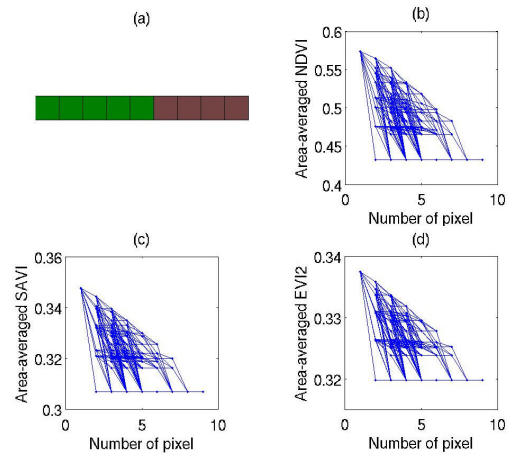 (a)
(b)
Area-averaged NDVI
0.6
0.55
0.5
0.45
0.4
0
5
10
Number of pixel
(c)
Area-averaged SAVI
0.36
0.34
0.32
0.3
0
5
10
Number of pixel
(d)
Area-averaged EVI2
0.34
0.33
0.32
0
5
10
Number of pixel